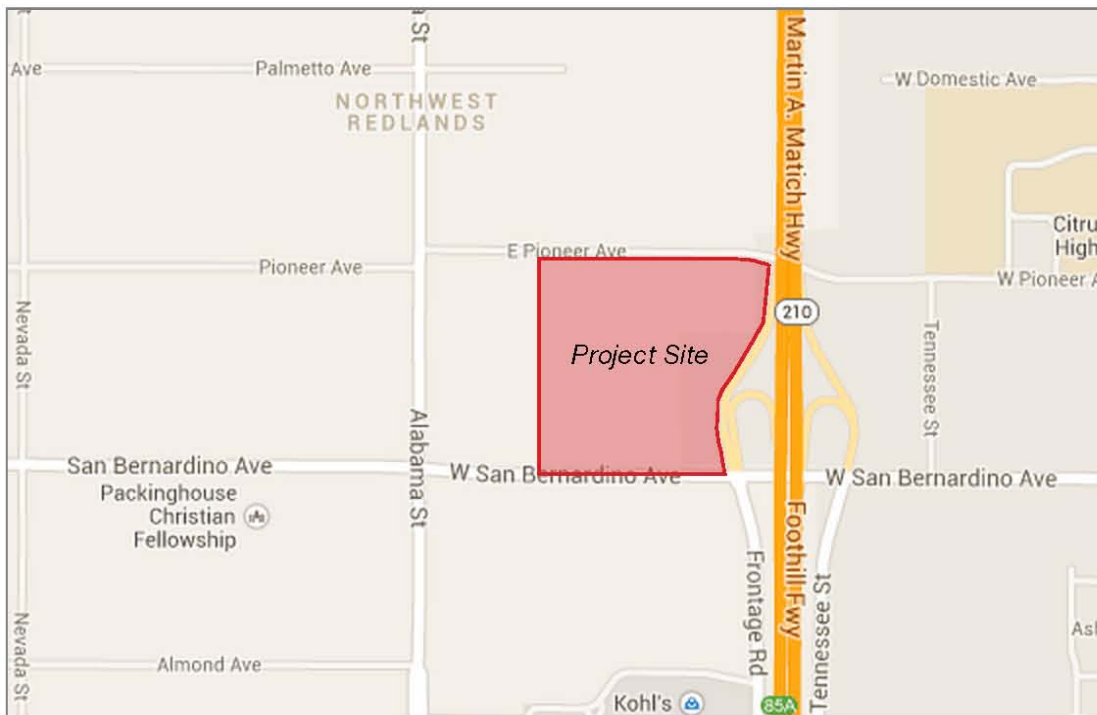 a St
Martin A. Matich Hwy
Ave
Palmetto Ave
W Domestic Ave
NORTHWEST
REDLANDS
Citru
High
E Pioneer Ave
Pioneer Ave
W Pioneer A
Nevada St
210
Tennessee St
Project Site
Alabama St
San Bernardino Ave
W San Bernardino Ave
W San Bernardino Ave
Packinghouse
Christian
Fellowship
Foothill Fwy
Frontage Rd
Tennessee St
Nevada St
Asl
Almond Ave
Kohl's
85A